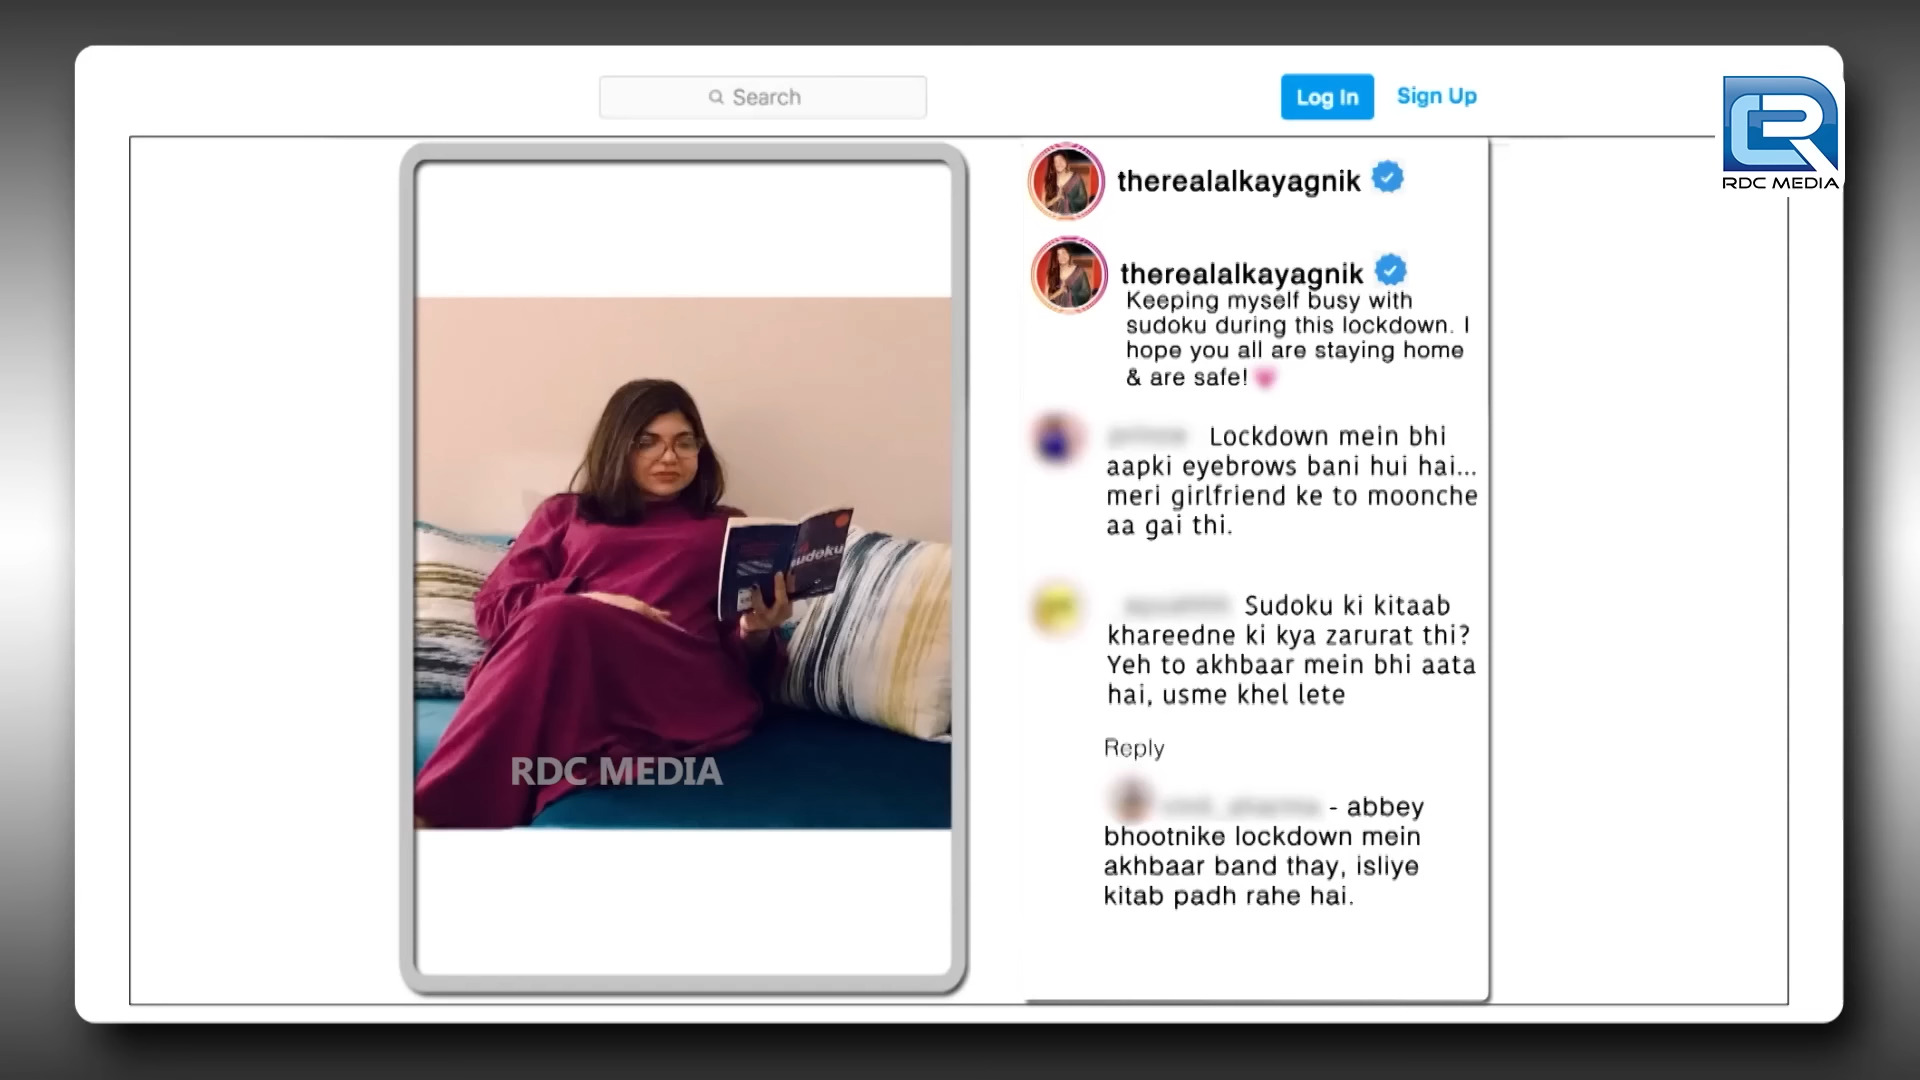 Search
Log In
Sign Up
RDC MEDIA
therealalkayagnik
therealalkayagnik
Keeping myself busy with
sudoku during this lockdown. I
hope you all are staying home
& are safe!
Lockdown mein bhi
aapki eyebrows bani hui hai...
meri girlfriend ke to moonche
aa gai thi.
Sudoku ki kitaab
khareedne ki kya zarurat thi?
Yeh to akhbaar mein bhi aata
hai, usme khel lete
Reply
- abbey
bhootnike lockdown mein
akhbaar band thay, isliye
kitab padh rahe hai.
sudoku
RDC MEDIA